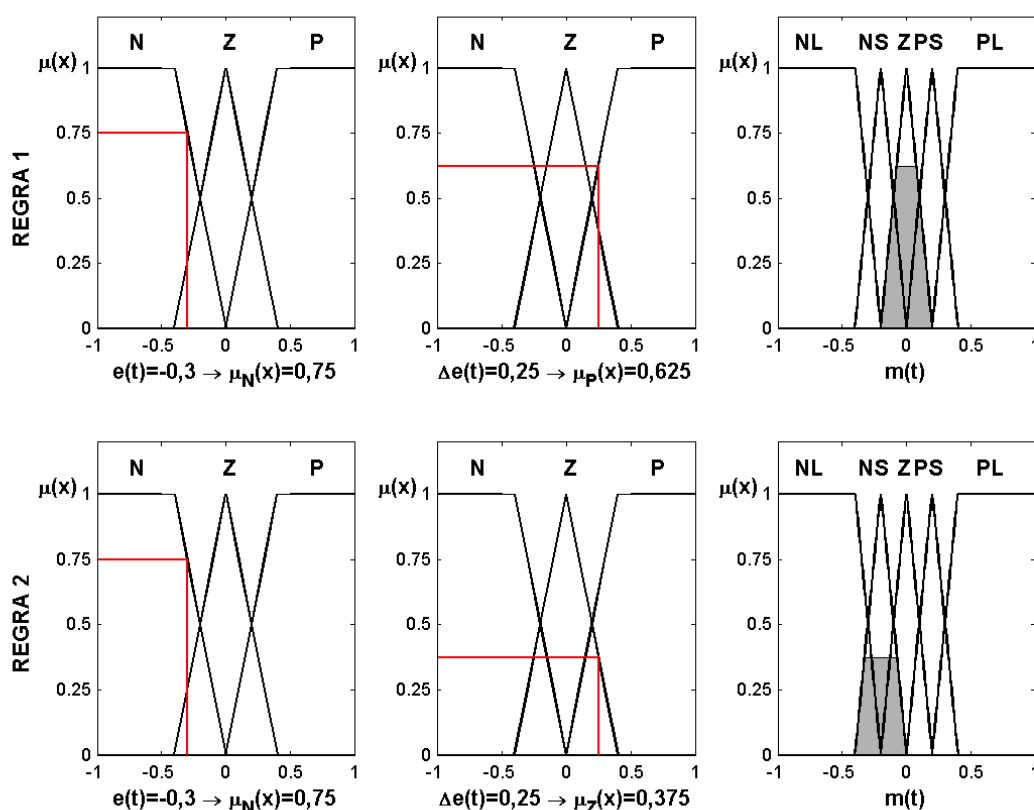 N Z P N Z P NL NS Z PS PL
μ(x) 1 μ(x) 1 μ(x) 1
0.75 0.75 0.75
REGRA 1
0.5 0.5 0.5
0.25 0.25 0.25
0 0 0
-1 -0.5 0 0.5 1 -1 -0.5 0 0.5 1 -1 -0.5 0 0.5 1
e(t)=-0,3 → μN(x)=0,75 Δe(t)=0,25 → μP(x)=0,625 m(t)
N Z P N Z P NL NS Z PS PL
μ(x) 1 μ(x) 1 μ(x) 1
0.75 0.75 0.75
REGRA 2
0.5 0.5 0.5
0.25 0.25 0.25
0 0 0
-1 -0.5 0 0.5 1 -1 -0.5 0 0.5 1 -1 -0.5 0 0.5 1
e(t)=-0,3 → μN(x)=0,75 Δe(t)=0,25 → μZ(x)=0,375 m(t)